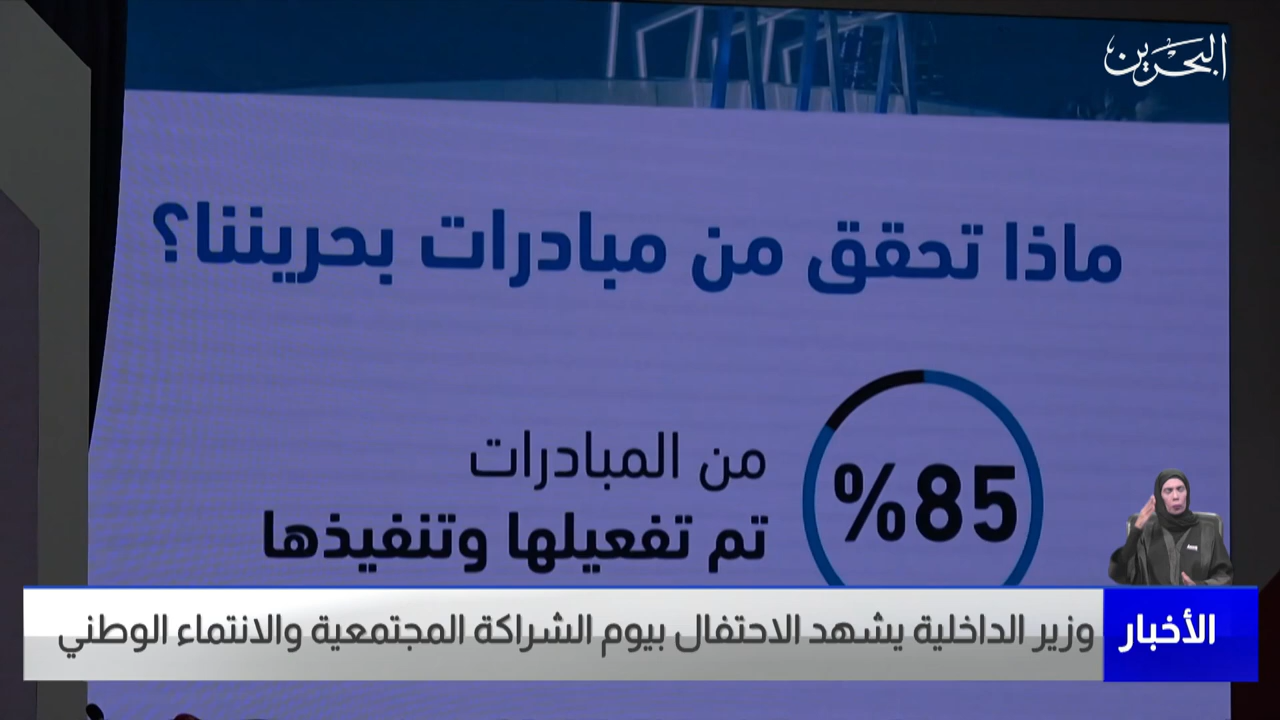 البحرين
ماذا تحقق من مبادرات بحريننا؟
من المبادرات
تم تفعيلها وتنفيذها
%85
الأخبار
وزير الداخلية يشهد الاحتفال بيوم الشراكة المجتمعية والانتماء الوطني